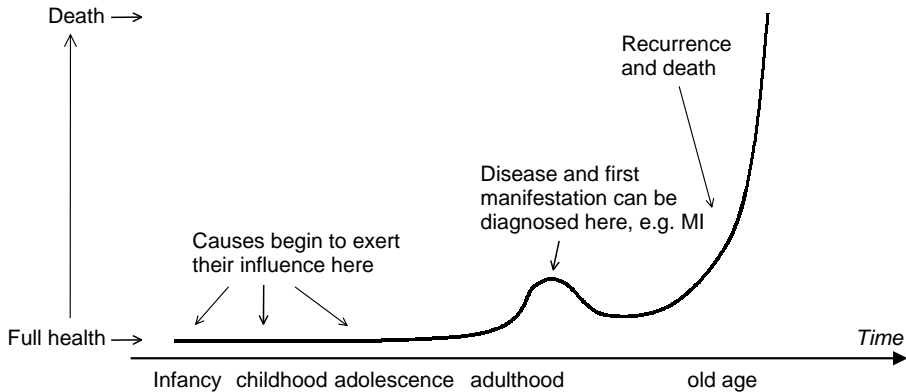 Death
Recurrence
and death
Disease and first
manifestation can be
diagnosed here, e.g. MI
Causes begin to exert
their influence here
Full health
Time
Infancy childhood adolescence adulthood old age